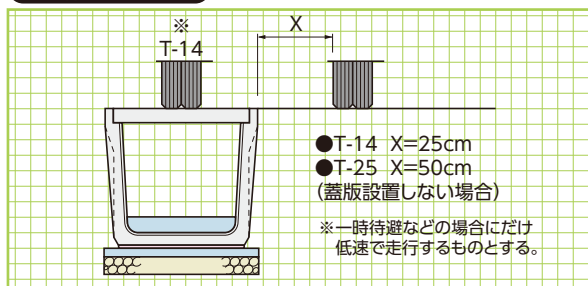 ※
T-14
X
●T-14 X=25cm
●T-25 X=50cm
(蓋版設置しない場合)
※一時待避などの場合にだけ
低速で走行するものとする。